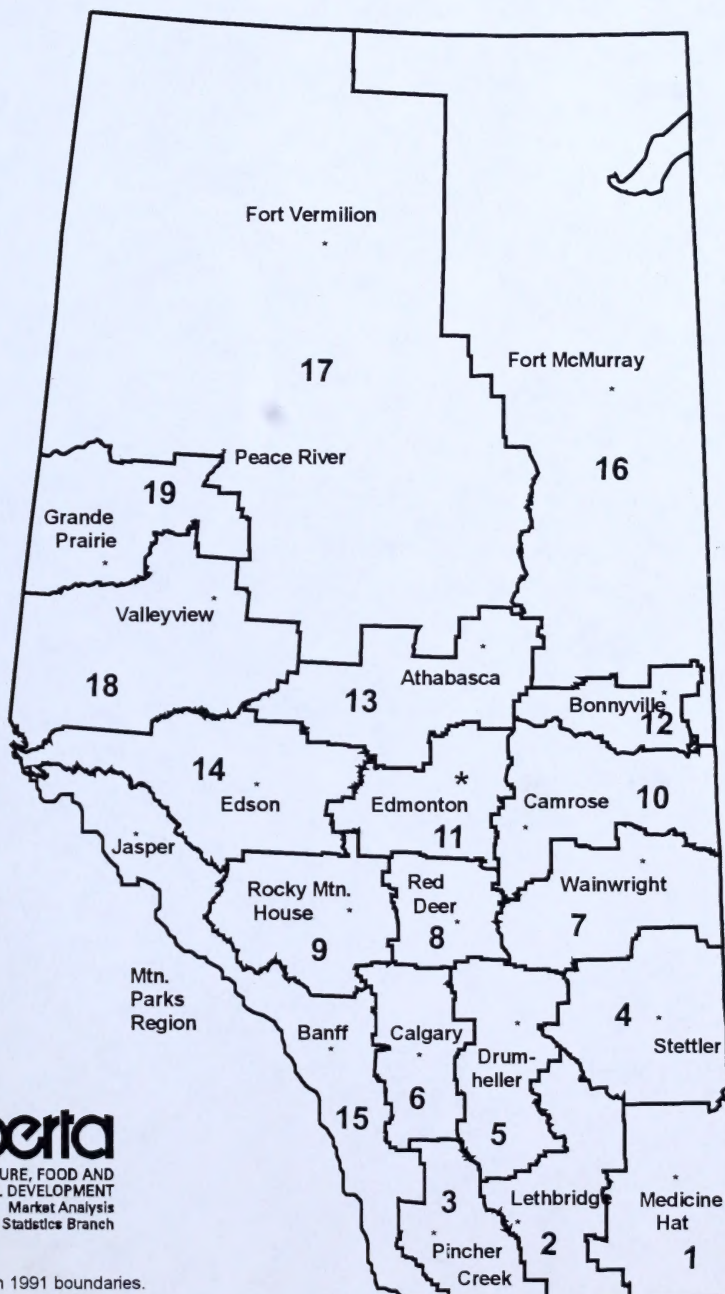 Fort Vermilion
17
Fort McMurray
16
Peace River
19
Grande
Prairie
Valleyview
18
Athabasca
13
Bonnyville
12
14
Edson
Edmonton
11
Camrose
10
Jasper
Rocky Mtn.
House
9
Red
Deer
8
Wainwright
7
Mtn.
Parks
Region
Banff
15
Calgary
6
Drum-
heller
5
4
Stettler
3
Pincher
Creek
Lethbridge
2
Medicine
Hat
1
berta
URE, FOOD AND
DEVELOPMENT
Market Analysis
Statistics Branch
1991 boundaries.